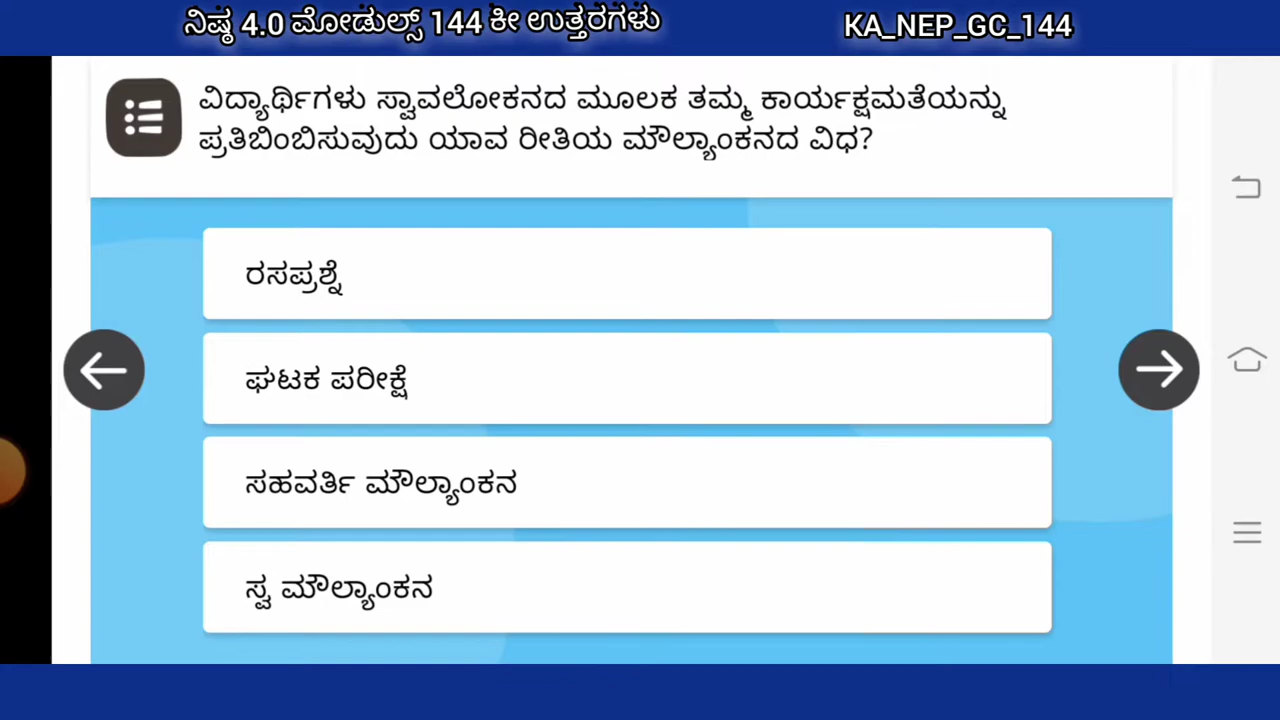 ನಿಷ್ಠ 4.0 ಮೋಡುಲ್ಸ್ 144 ಕೀ ಉತ್ತರಗಳು
KA_NEP_GC_144
ವಿದ್ಯಾರ್ಥಿಗಳು ಸ್ವಾವಲೋಕನದ ಮೂಲಕ ತಮ್ಮ ಕಾರ್ಯಕ್ಷಮತೆಯನ್ನು
ಪ್ರತಿಬಿಂಬಿಸುವುದು ಯಾವ ರೀತಿಯ ಮೌಲ್ಯಾಂಕನದ ವಿಧ?
ರಸಪ್ರಶ್ನೆ
ಘಟಕ ಪರೀಕ್ಷೆ
ಸಹವರ್ತಿ ಮೌಲ್ಯಾಂಕನ
ಸ್ವ ಮೌಲ್ಯಾಂಕನ